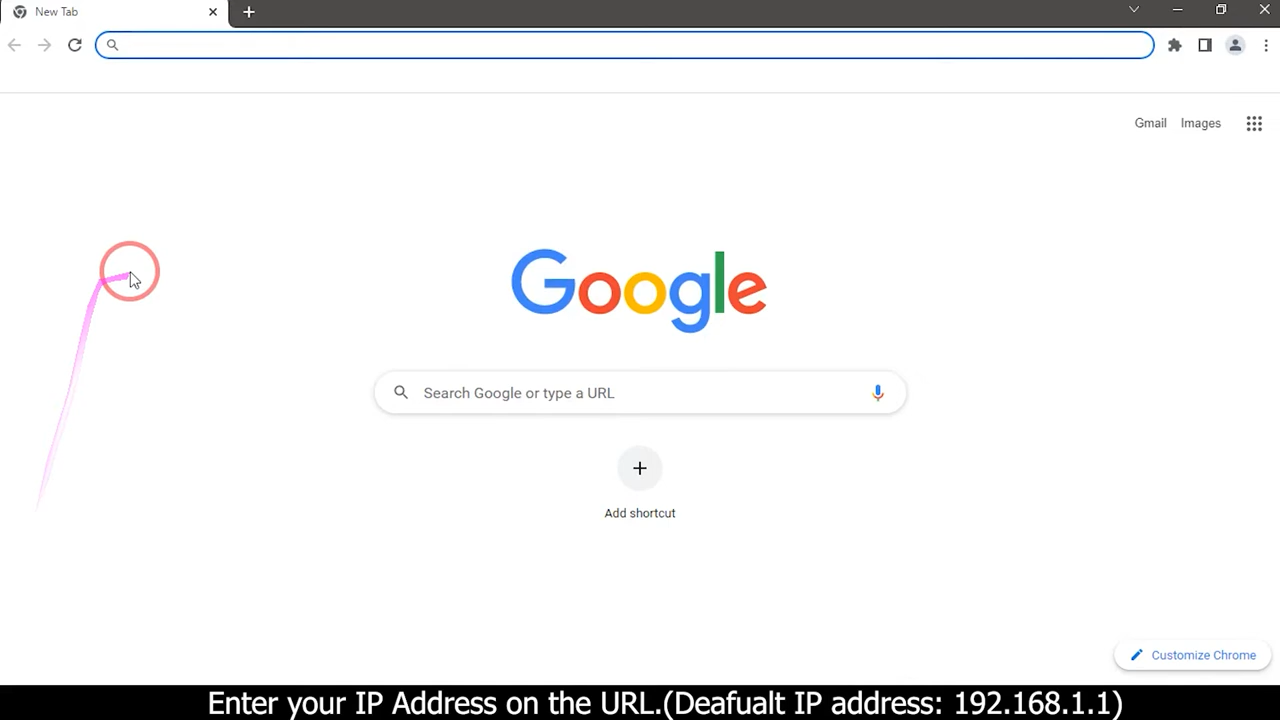 New Tab
Gmail Images
Google
Search Google or type a URL
Add shortcut
Customize Chrome
Enter your IP Address on the URL.(Deafualt IP address: 192.168.1.1)